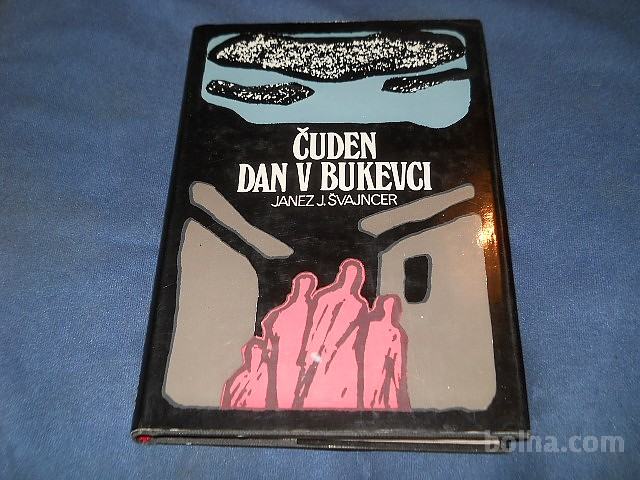 ČUDEN
DAN V BUKEVCI
JANEZ J. ŠVAJNCER
bolha.com